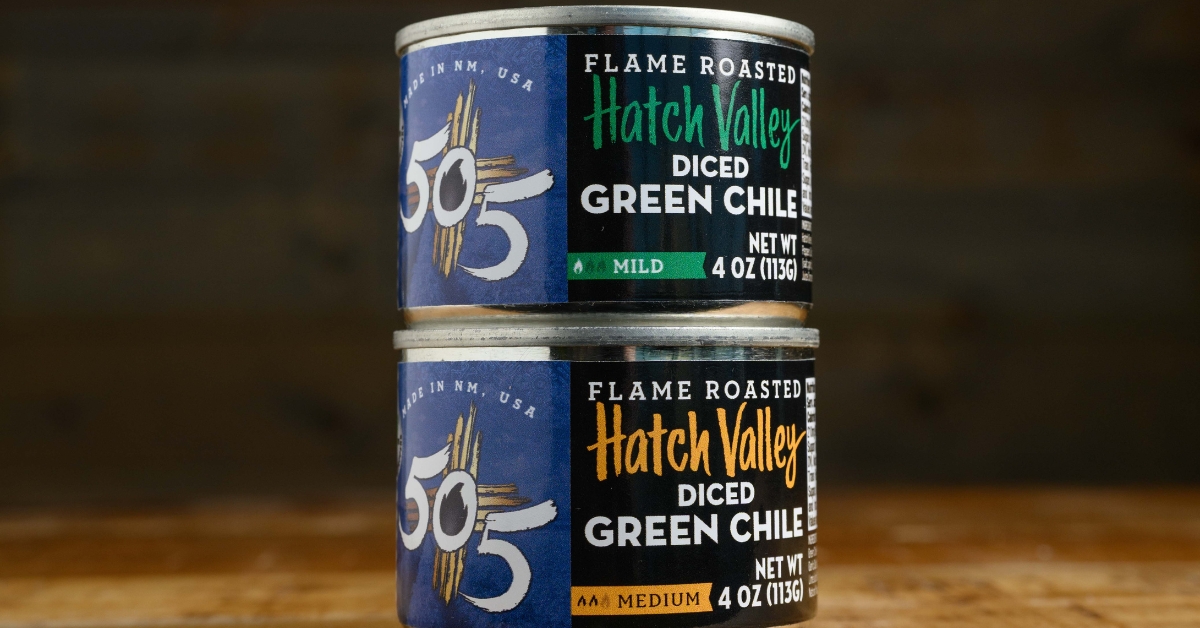 MADE IN NM, USA
505
FLAME ROASTED
Hatch Valley
DICED
GREEN CHILE
NET WT
4 OZ (113G)
MILD
MADE IN NM, USA
505
FLAME ROASTED
Hatch Valley
DICED
GREEN CHILE
NET WT
4 OZ (113G)
MEDIUM